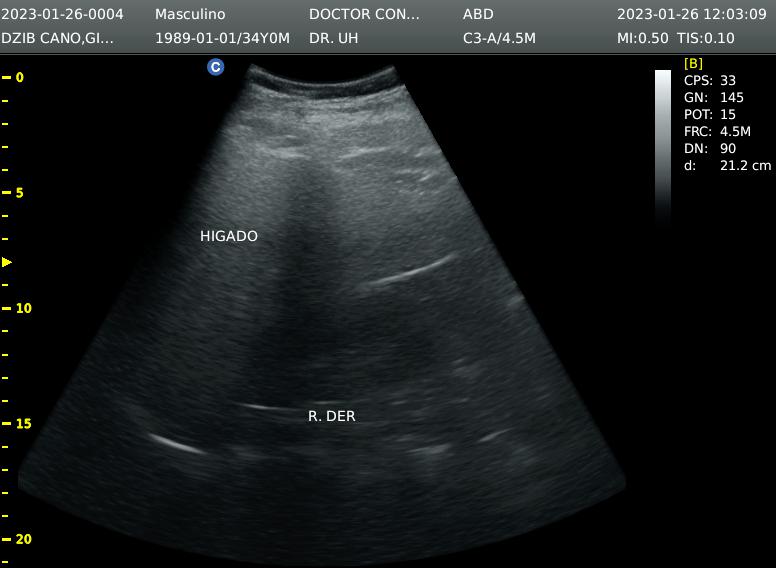 2023-01-26-0004 Masculino DOCTOR CON... ABD 2023-01-26 12:03:09
DZIB CANO,GI... 1989-01-01/34Y0M DR. UH C3-A/4.5M MI:0.50 TIS:0.10
C
[B]
CPS: 33
GN: 145
POT: 15
FRC: 4.5M
DN: 90
d: 21.2 cm
0
5
10
15
20
HIGADO
R. DER